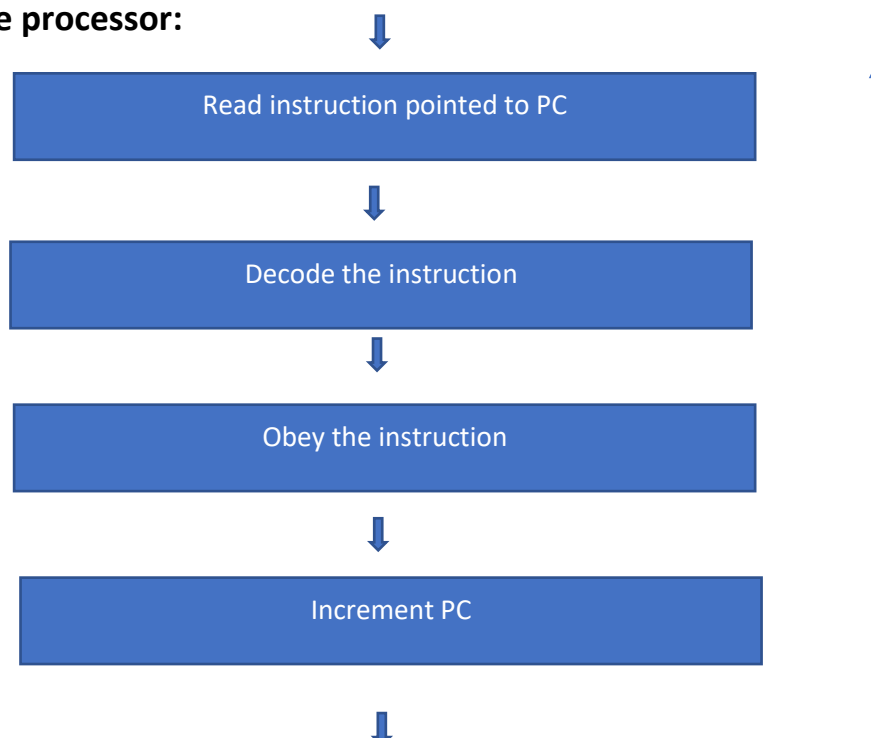 e processor:
Read instruction pointed to PC
Decode the instruction
Obey the instruction
Increment PC